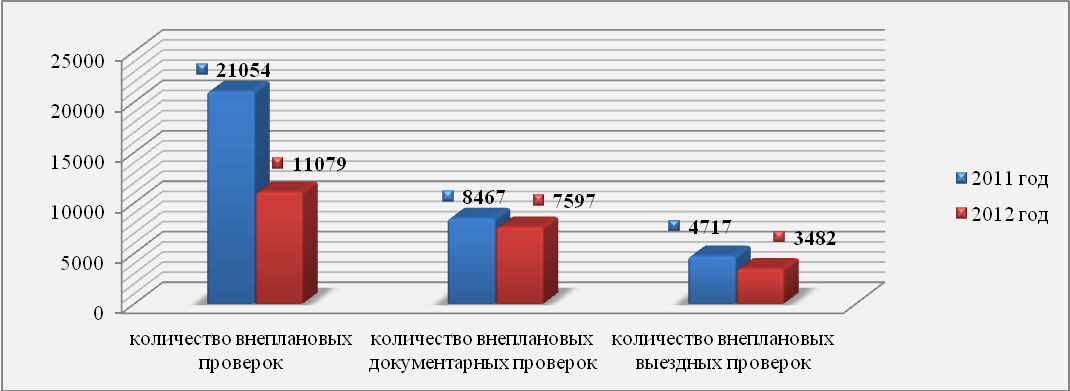 25000
20000
15000
10000
5000
0
21054
11079
8467
7597
4717
3482
количество внеплановых
проверок
количество внеплановых
документарных проверок
количество внеплановых
выездных проверок
2011 год
2012 год